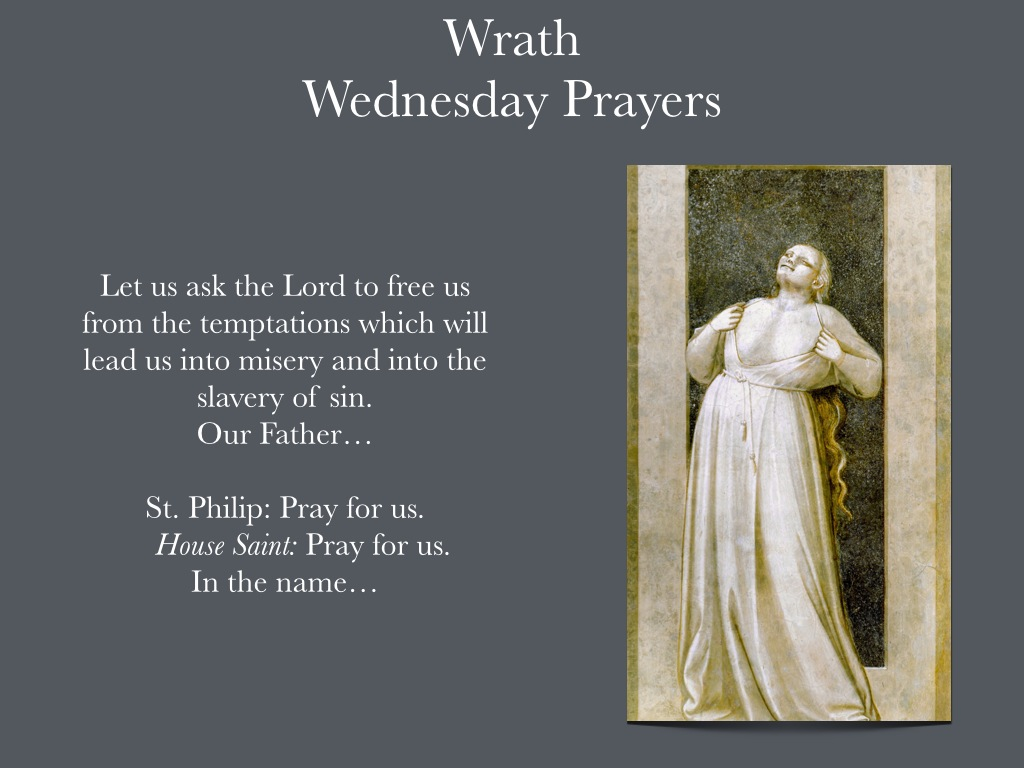 Wrath
Wednesday Prayers
Let us ask the Lord to free us
from the temptations which will
lead us into misery and into the
slavery of sin.
Our Father…
St. Philip: Pray for us.
House Saint: Pray for us.
In the name…